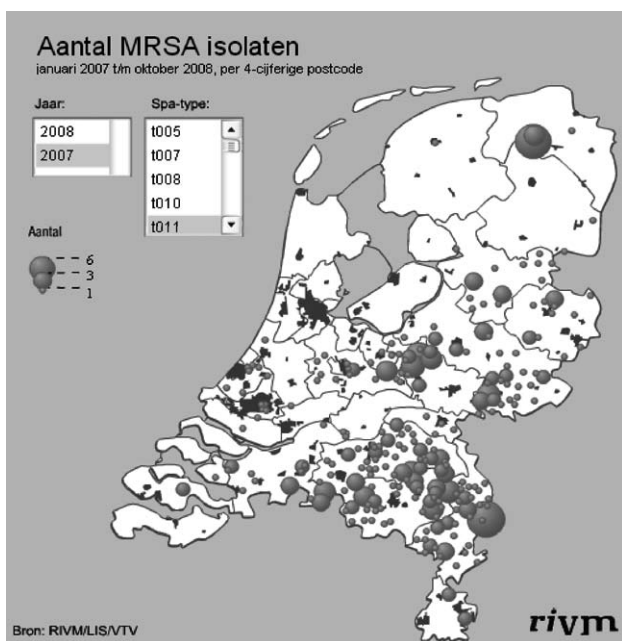 Aantal MRSA isolaten
januari 2007 t/m oktober 2008, per 4-cijferige postcode
Jaar:
2008
2007
Spa-type:
t005
t007
t008
t010
t011
Aantal
6
3
1
Bron: RIVM/LIS/VTV
rivm